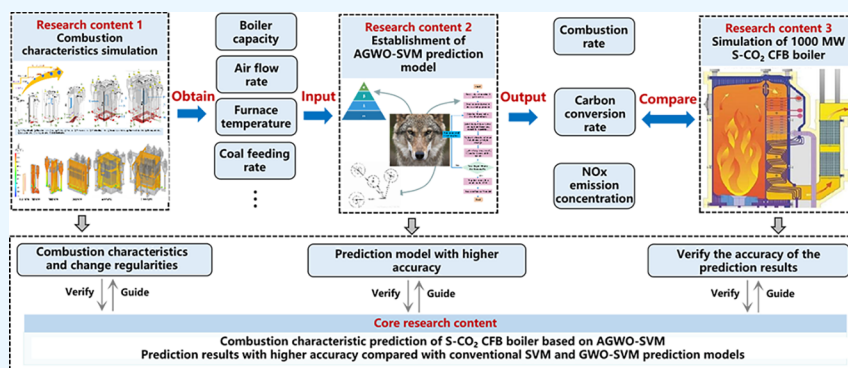 Research content 1
Combustion
characteristics simulation
Obtain
Boiler
capacity
Air flow
rate
Furnace
temperature
Coal feeding
rate
Input
Research content 2
Establishment of
AGWO-SVM prediction
model
Output
Combustion
rate
Carbon
conversion
rate
NOx
emission
concentration
Compare
Research content 3
Simulation of 1000 MW
S-CO₂ CFB boiler
Combustion characteristics
and change regularities
Prediction model with higher
accuracy
Verify the accuracy of the
prediction results
Verify
Guide
Verify
Guide
Verify
Guide
Core research content
Combustion characteristic prediction of S-CO₂ CFB boiler based on AGWO-SVM
Prediction results with higher accuracy compared with conventional SVM and GWO-SVM prediction models